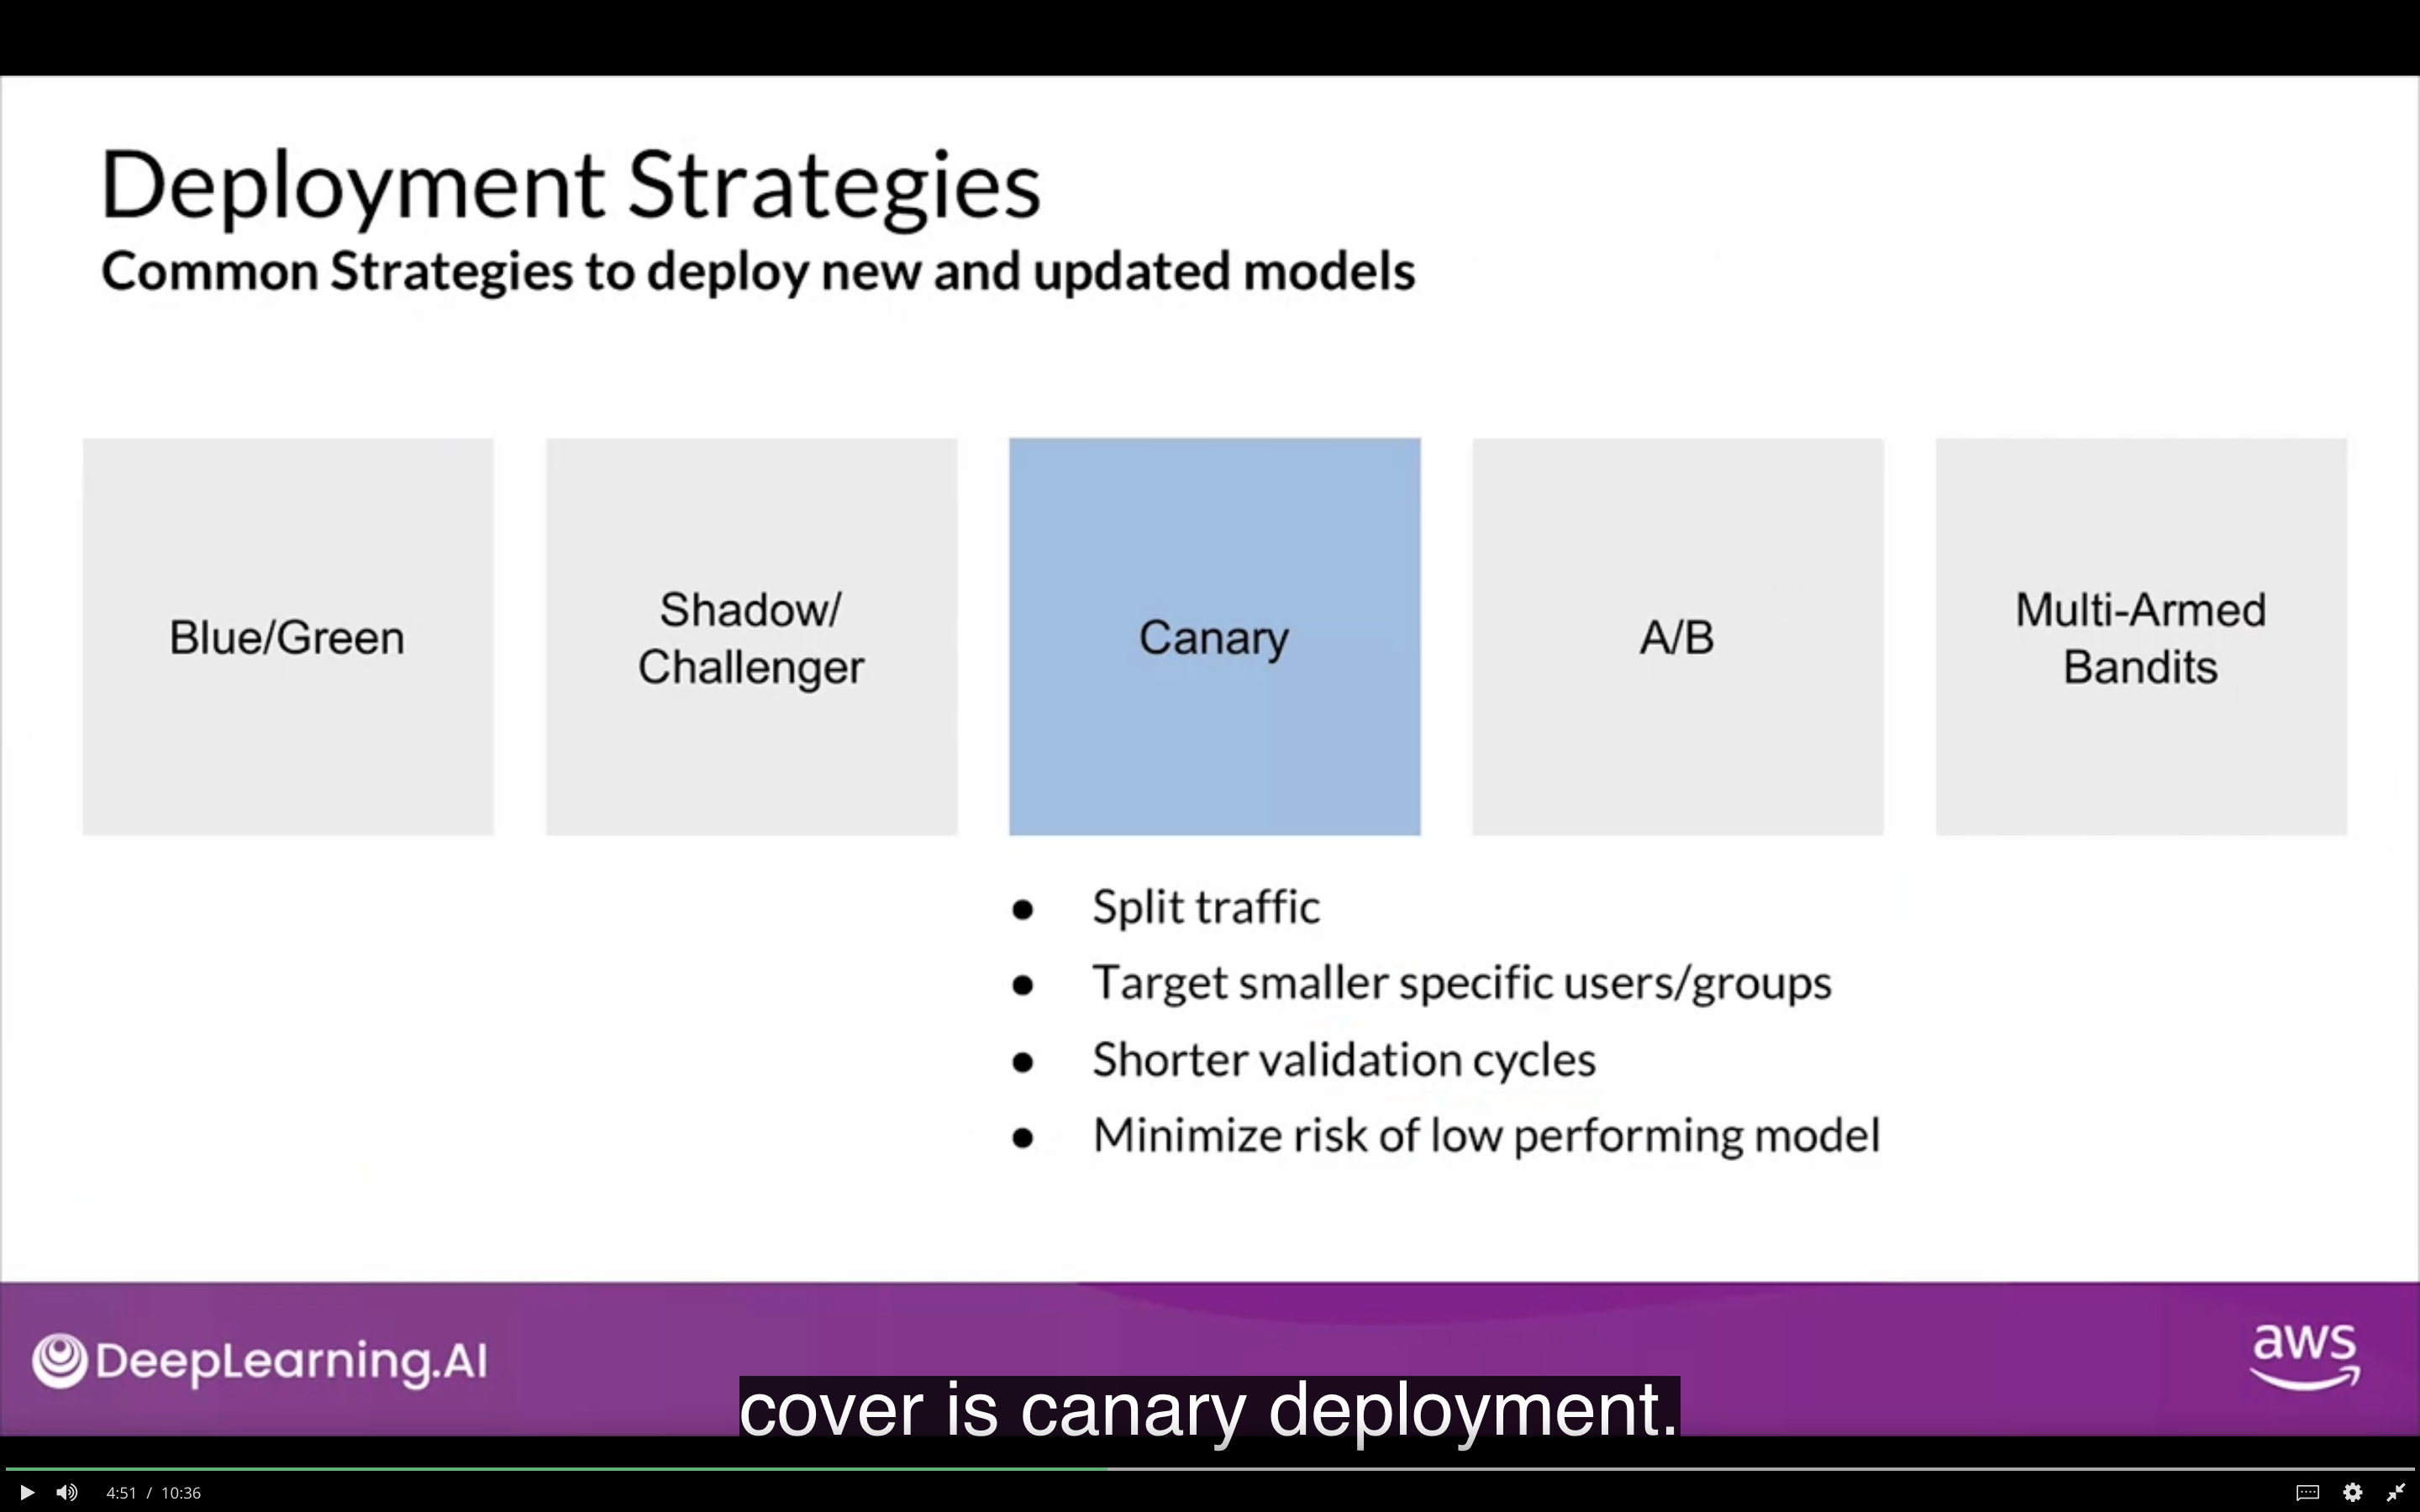 Deployment Strategies
Common Strategies to deploy new and updated models
Blue/Green
Shadow/
Challenger
Canary
A/B
Multi-Armed
Bandits
● Split traffic
● Target smaller specific users/groups
● Shorter validation cycles
● Minimize risk of low performing model
DeepLearning.AI
aws
cover is canary deployment.
4:51 / 10:36